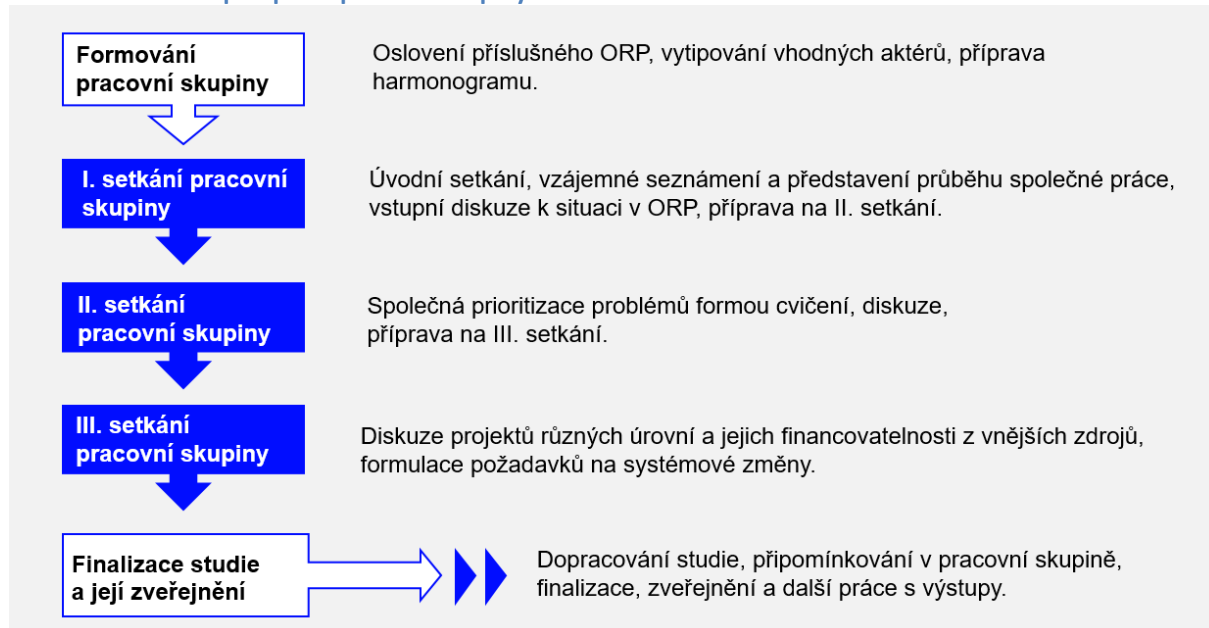 Formování
pracovní skupiny
Oslovení příslušného ORP, vytipování vhodných aktérů, příprava
harmonogramu.
I. setkání pracovní
skupiny
Úvodní setkání, vzájemné seznámení a představení průběhu společné práce,
vstupní diskuze k situaci v ORP, příprava na II. setkání.
II. setkání
pracovní skupiny
Společná prioritizace problémů formou cvičení, diskuze,
příprava na III. setkání.
III. setkání
pracovní skupiny
Diskuze projektů různých úrovní a jejich financovatelnosti z vnějších zdrojů,
formulace požadavků na systémové změny.
Finalizace studie
a její zveřejnění
Dopracování studie, připomínkování v pracovní skupině,
finalizace, zveřejnění a další práce s výstupy.